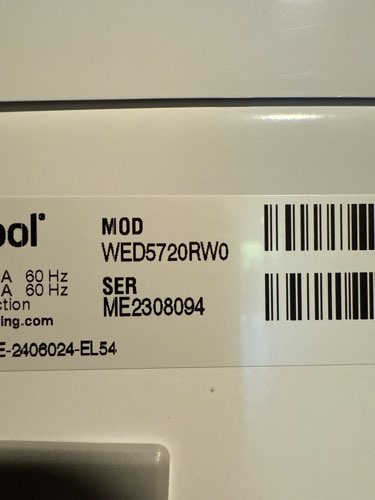 ool®
MOD
WED5720RW0
A 60 Hz
A 60 Hz
SER
ction
ME2308094
ing.com
E-2406024-EL54